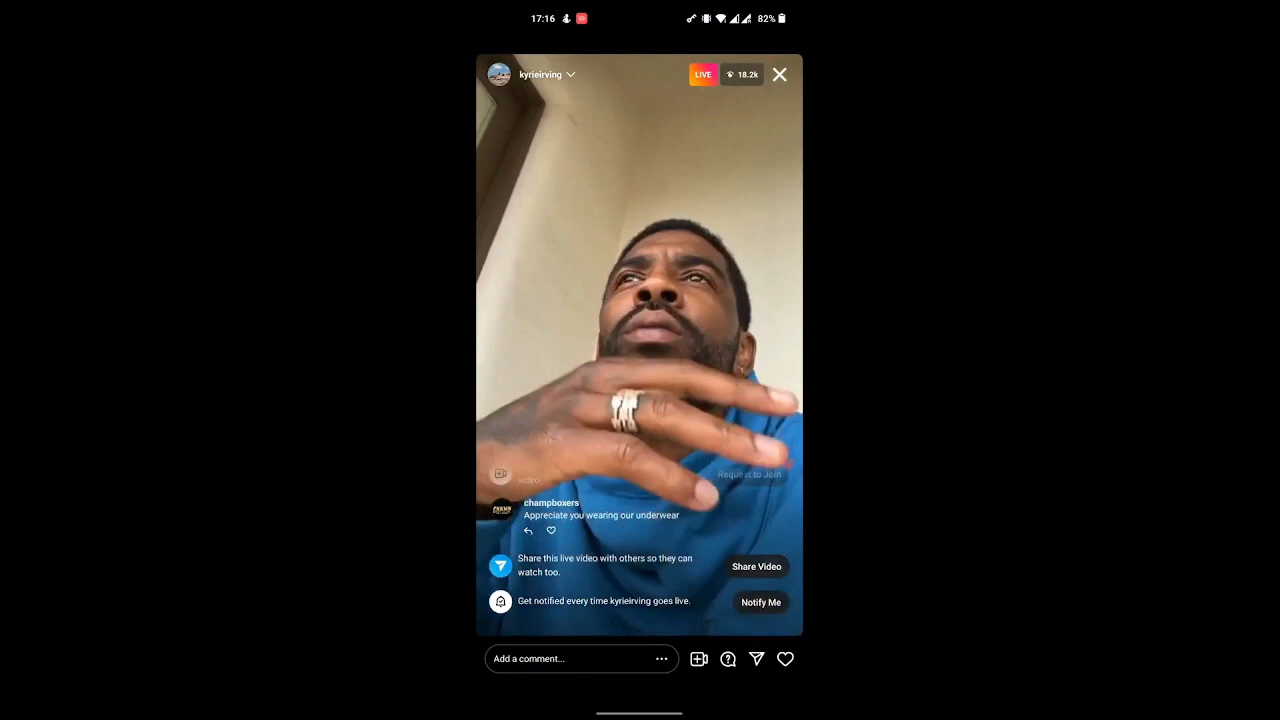 17:16
82%
kyrieirving
LIVE
18.2k
Request to Join
video
champboxers
CHAMP
Appreciate you wearing our underwear
Share this live video with others so they can
watch too.
Share Video
Get notified every time kyrieirving goes live.
Notify Me
Add a comment...